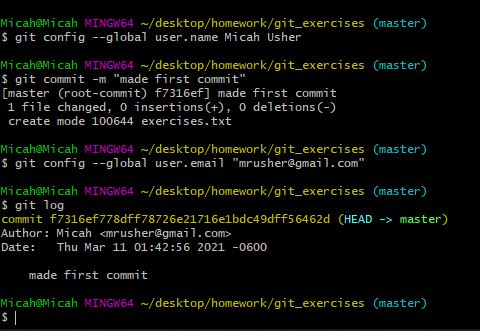 Micah@Micah MINGW64 ~/desktop/homework/git_exercises (master)
$ git config --global user.name Micah Usher
Micah@Micah MINGW64 ~/desktop/homework/git_exercises (master)
$ git commit -m "made first commit"
[master (root-commit) f7316ef] made first commit
 1 file changed, 0 insertions(+), 0 deletions(-)
 create mode 100644 exercises.txt
Micah@Micah MINGW64 ~/desktop/homework/git_exercises (master)
$ git config --global user.email "mrusher@gmail.com"
Micah@Micah MINGW64 ~/desktop/homework/git_exercises (master)
$ git log
commit f7316ef778dff78726e21716e1bdc49dff56462d (HEAD -> master)
Author: Micah <mrusher@gmail.com>
Date:   Thu Mar 11 01:42:56 2021 -0600
    made first commit
Micah@Micah MINGW64 ~/desktop/homework/git_exercises (master)
$